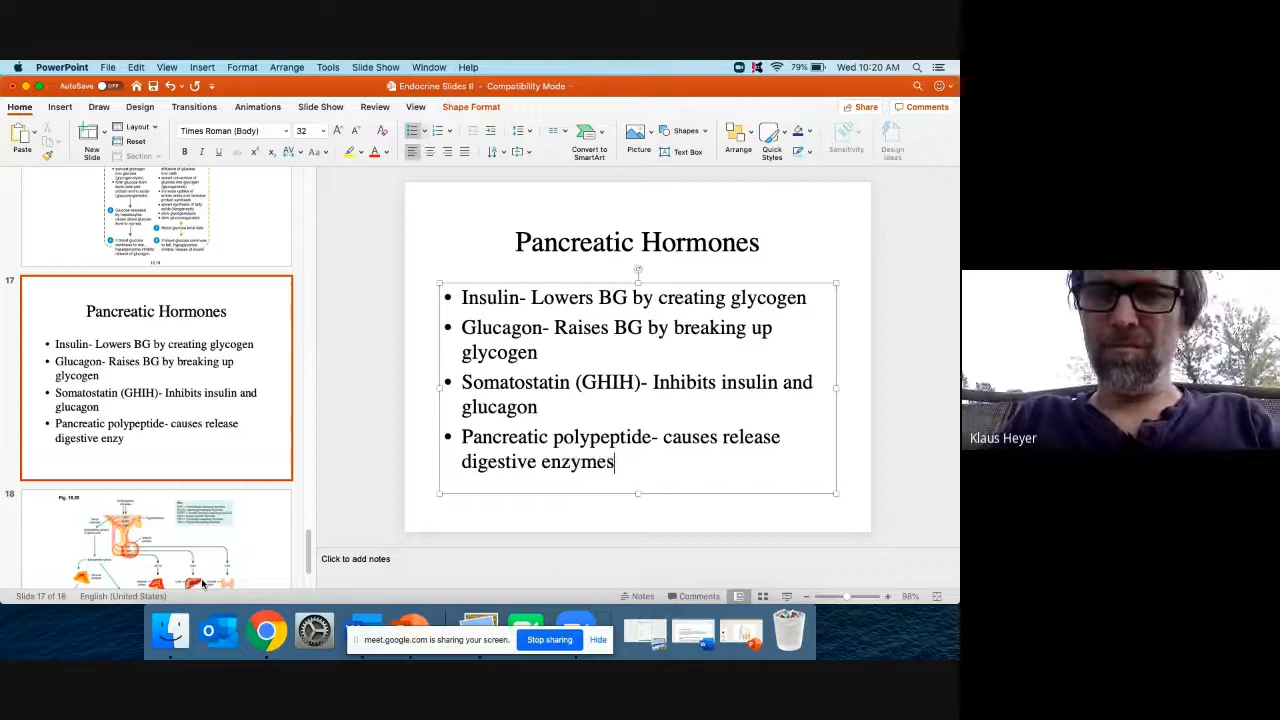 PowerPoint File Edit View Insert Format Arrange Tools Slide Show Window Help 79% Wed 10:20 AM
AutoSave OFF Endocrine Slides II - Compatibility Mode
Home Insert Draw Design Transitions Animations Slide Show Review View Shape Format Share Comments
Paste
New Slide
Layout
Reset
Section
Times Roman (Body) 32
Convert to SmartArt
Picture
Shapes
Text Box
Arrange
Quick Styles
Sensitivity
Design Ideas
17
Pancreatic Hormones
• Insulin- Lowers BG by creating glycogen
• Glucagon- Raises BG by breaking up
glycogen
• Somatostatin (GHIH)- Inhibits insulin and
glucagon
• Pancreatic polypeptide- causes release
digestive enzy
18
Pancreatic Hormones
• Insulin- Lowers BG by creating glycogen
• Glucagon- Raises BG by breaking up
glycogen
• Somatostatin (GHIH)- Inhibits insulin and
glucagon
• Pancreatic polypeptide- causes release
digestive enzymes
Click to add notes
Slide 17 of 18 English (United States) Notes Comments 98%
meet.google.com is sharing your screen. Stop sharing Hide
Klaus Heyer